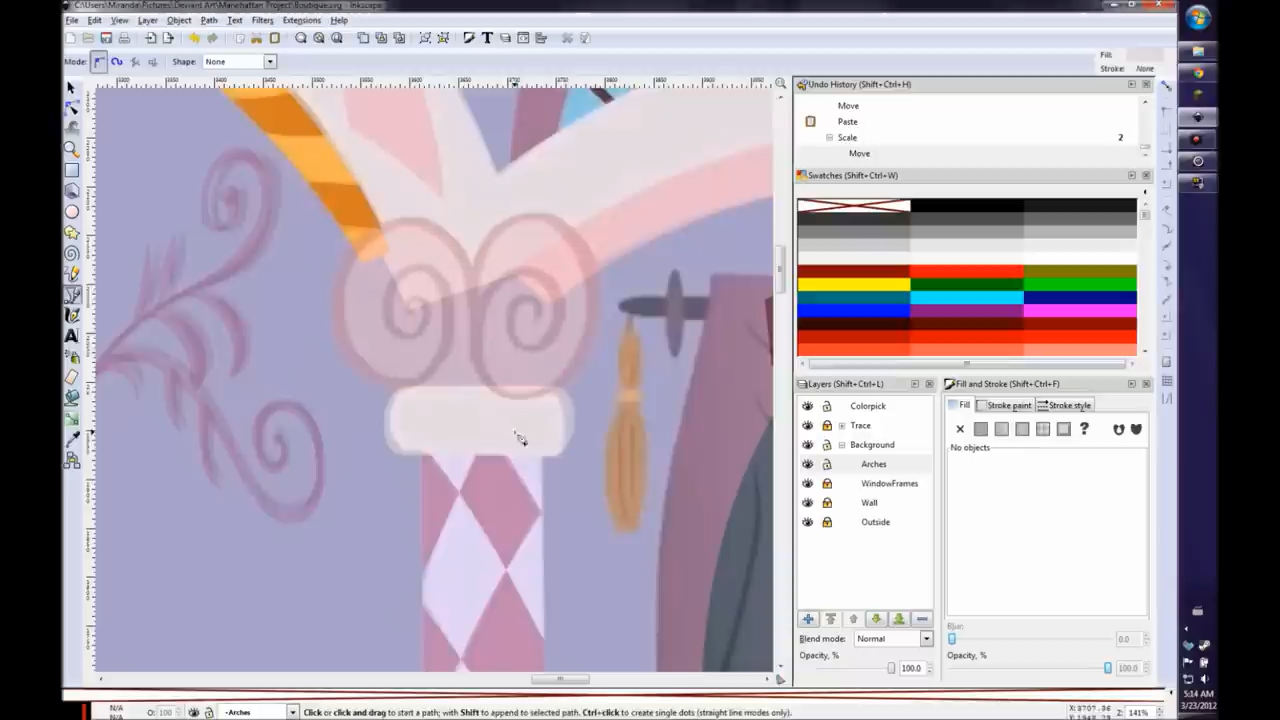 C:\Users\Miranda\Pictures\Deviant Art\Manehattan Project\Boutique.svg - Inkscape
File Edit View Layer Object Path Text Filters Extensions Help
Mode: Shape: None
Fill:
Stroke: None
Undo History (Shift+Ctrl+H)
Move
Paste
Scale 2
Move
Swatches (Shift+Ctrl+W)
Layers (Shift+Ctrl+L)
Fill and Stroke (Shift+Ctrl+F)
Colorpick
Trace
Background
Arches
WindowFrames
Wall
Outside
Fill Stroke paint Stroke style
?
No objects
Blend mode: Normal
Opacity, % 100.0
Blur: 0.0
Opacity, % 100.0
N/A
N/A
O: 100
-Arches
Click or click and drag to start a path; with Shift to append to selected path. Ctrl+click to create single dots (straight line modes only).
Z: 141%
5:14 AM
3/23/2012